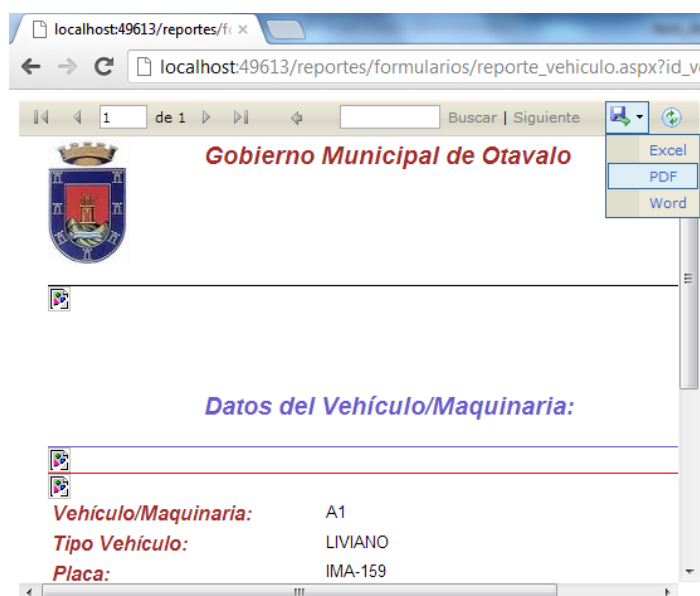 localhost:49613/reportes/fo
localhost:49613/reportes/formularios/reporte_vehiculo.aspx?id_v
1 de 1 Buscar | Siguiente
Excel
PDF
Word
Gobierno Municipal de Otavalo
Datos del Vehículo/Maquinaria:
Vehículo/Maquinaria: A1
Tipo Vehículo: LIVIANO
Placa: IMA-159